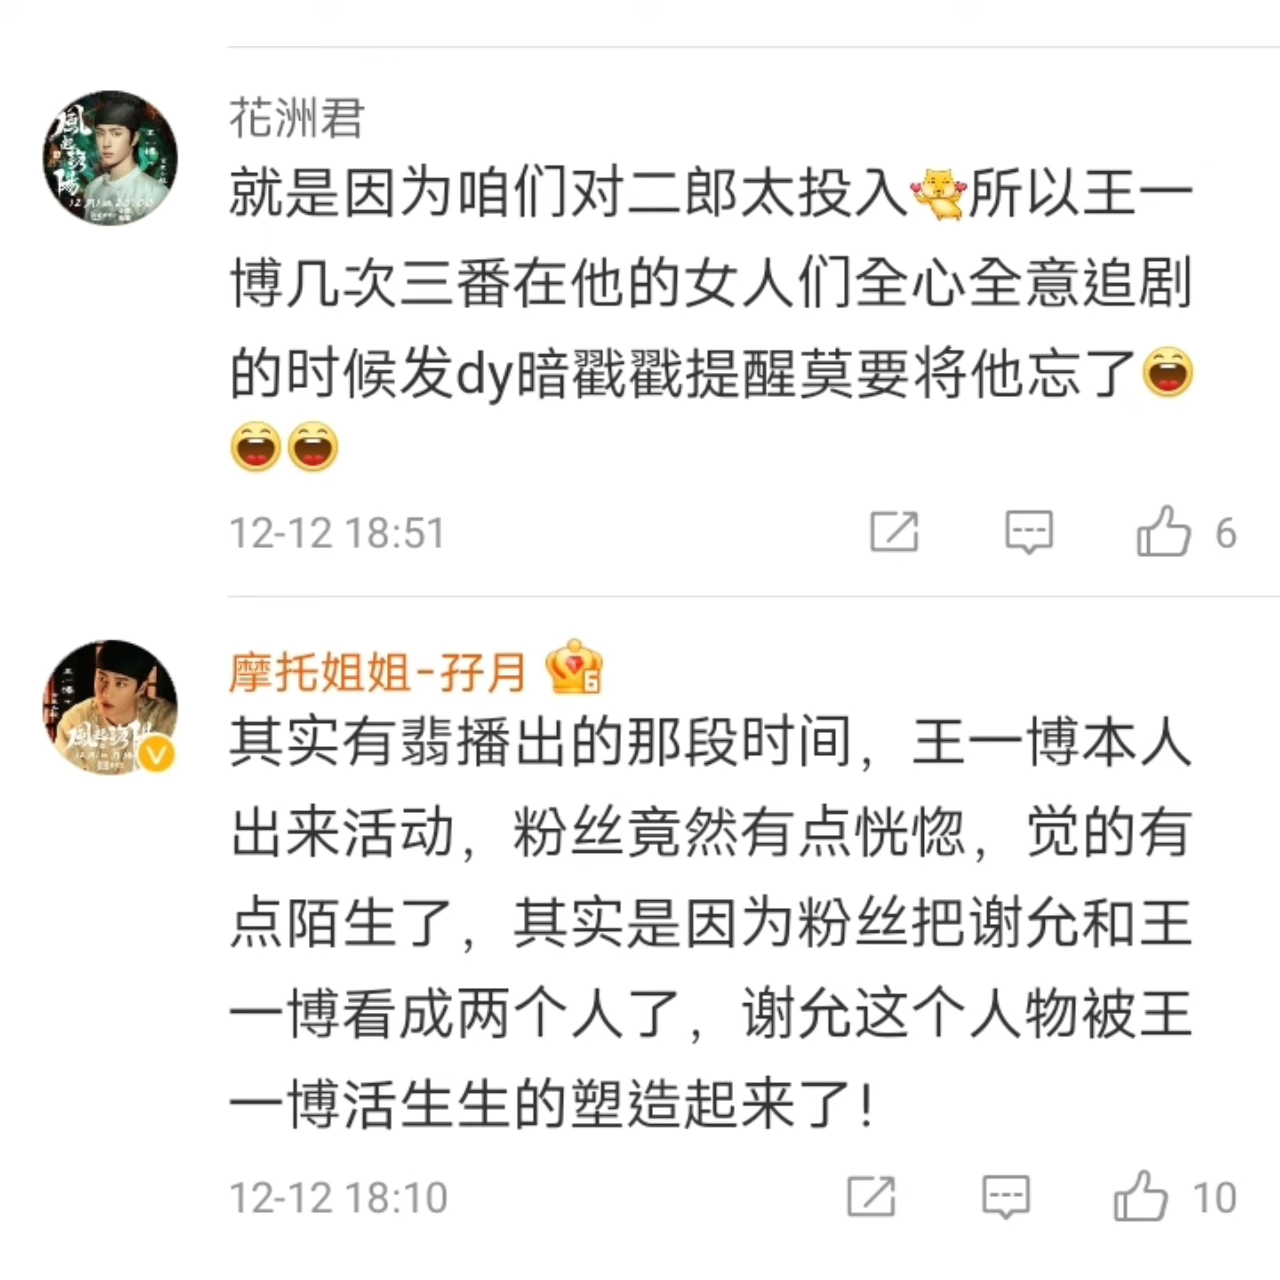 花洲君
就是因为咱们对二郎太投入所以王一
博几次三番在他的女人们全心全意追剧
的时候发dy暗戳戳提醒莫要将他忘了
12-12 18:51
6
摩托姐姐-孖月
6
其实有翡播出的那段时间，王一博本人
出来活动，粉丝竟然有点恍惚，觉的有
点陌生了，其实是因为粉丝把谢允和王
一博看成两个人了，谢允这个人物被王
一博活生生的塑造起来了！
12-12 18:10
10